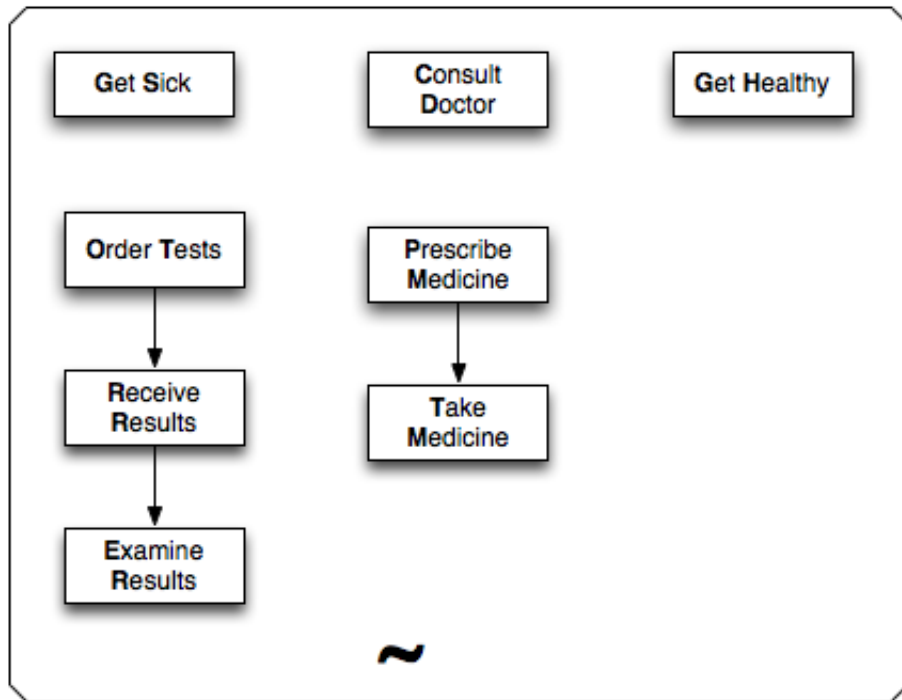 Get Sick
Consult
Doctor
Get Healthy
Order Tests
Prescribe
Medicine
Receive
Results
Take
Medicine
Examine
Results
~